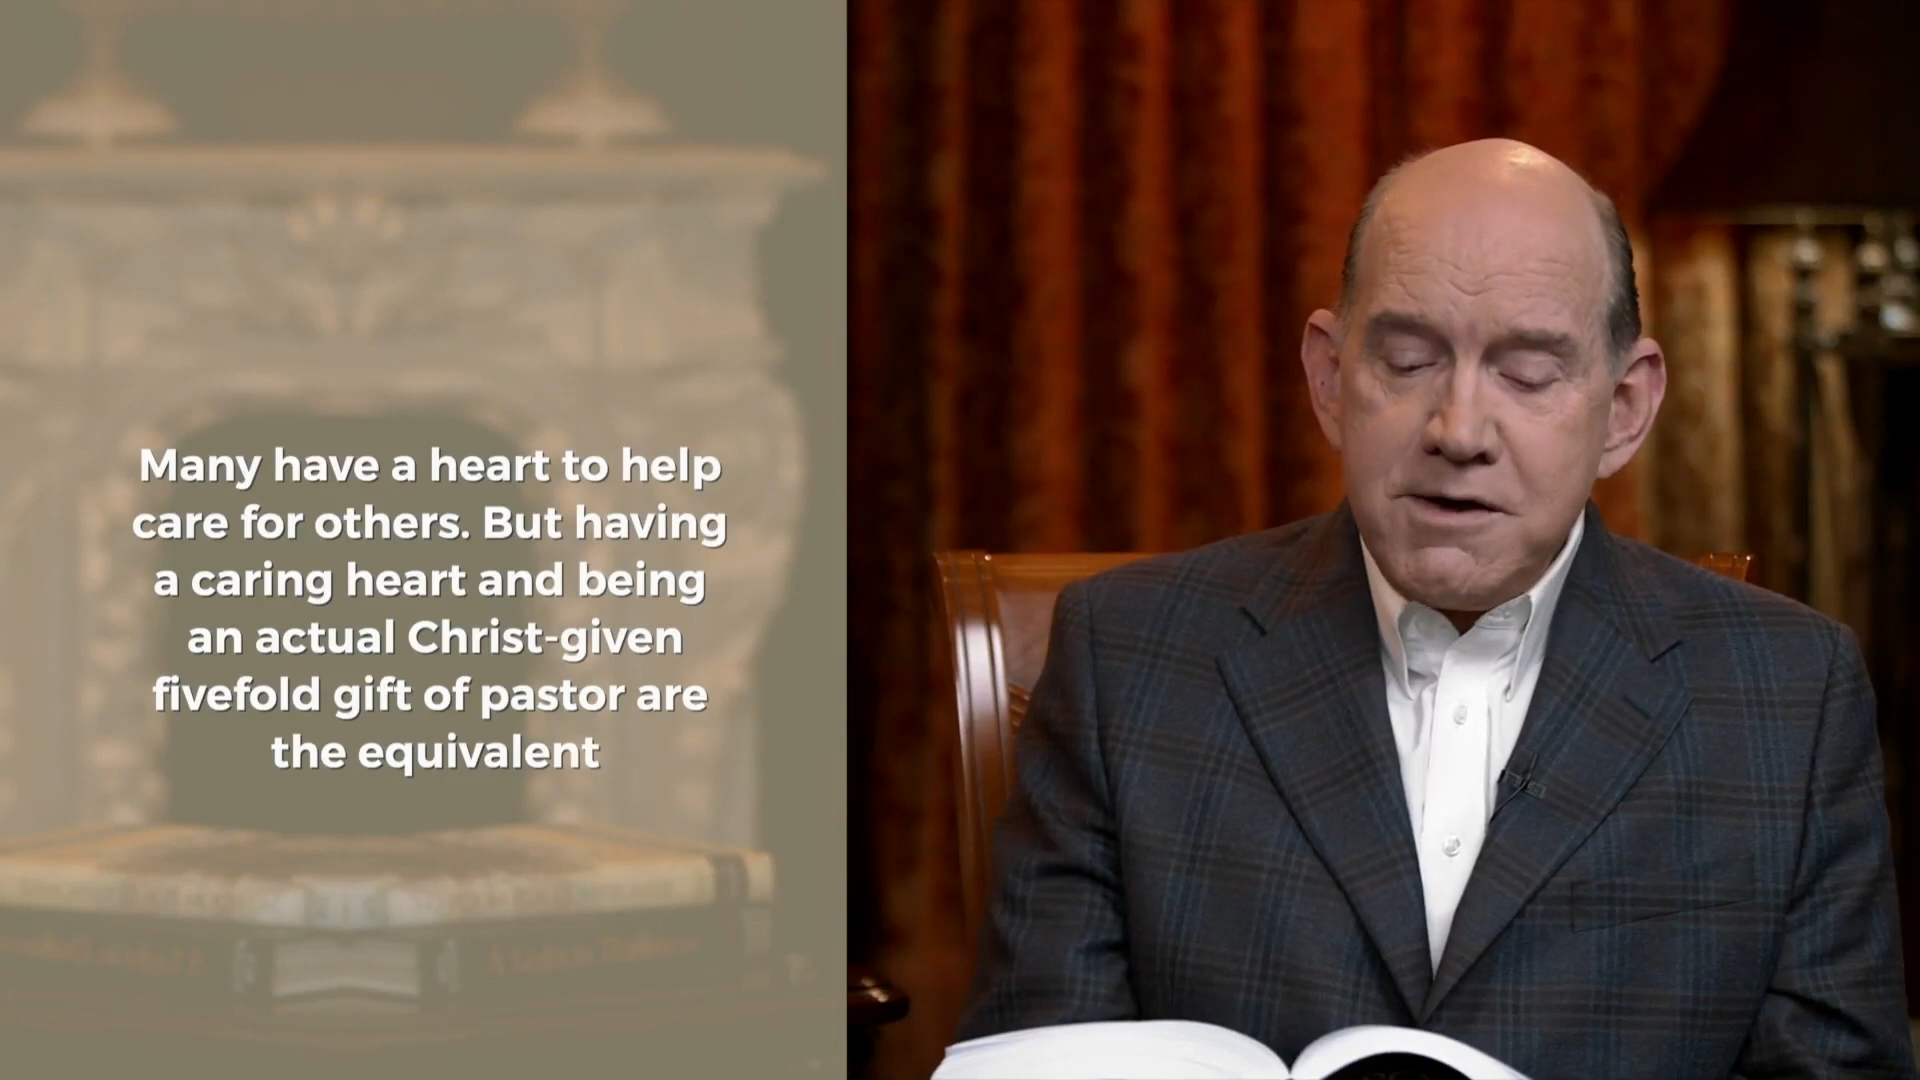 Many have a heart to help
care for others. But having
a caring heart and being
an actual Christ-given
fivefold gift of pastor are
the equivalent